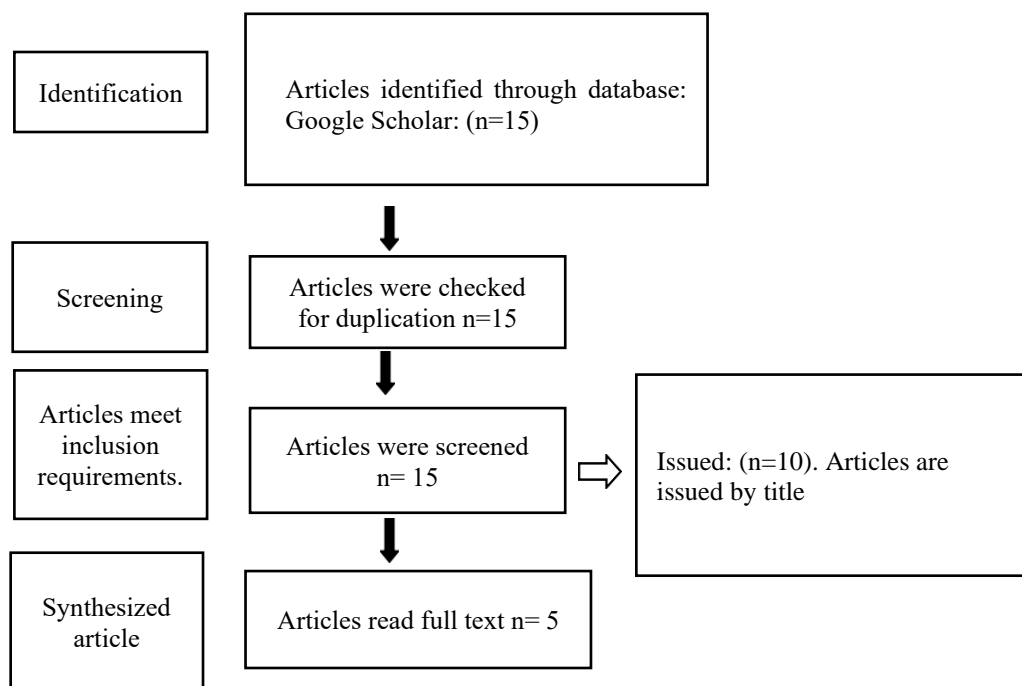 Identification
Articles identified through database:
Google Scholar: (n=15)
Screening
Articles were checked
for duplication n=15
Articles meet
inclusion
requirements.
Articles were screened
n= 15
Issued: (n=10). Articles are
issued by title
Synthesized
article
Articles read full text n= 5